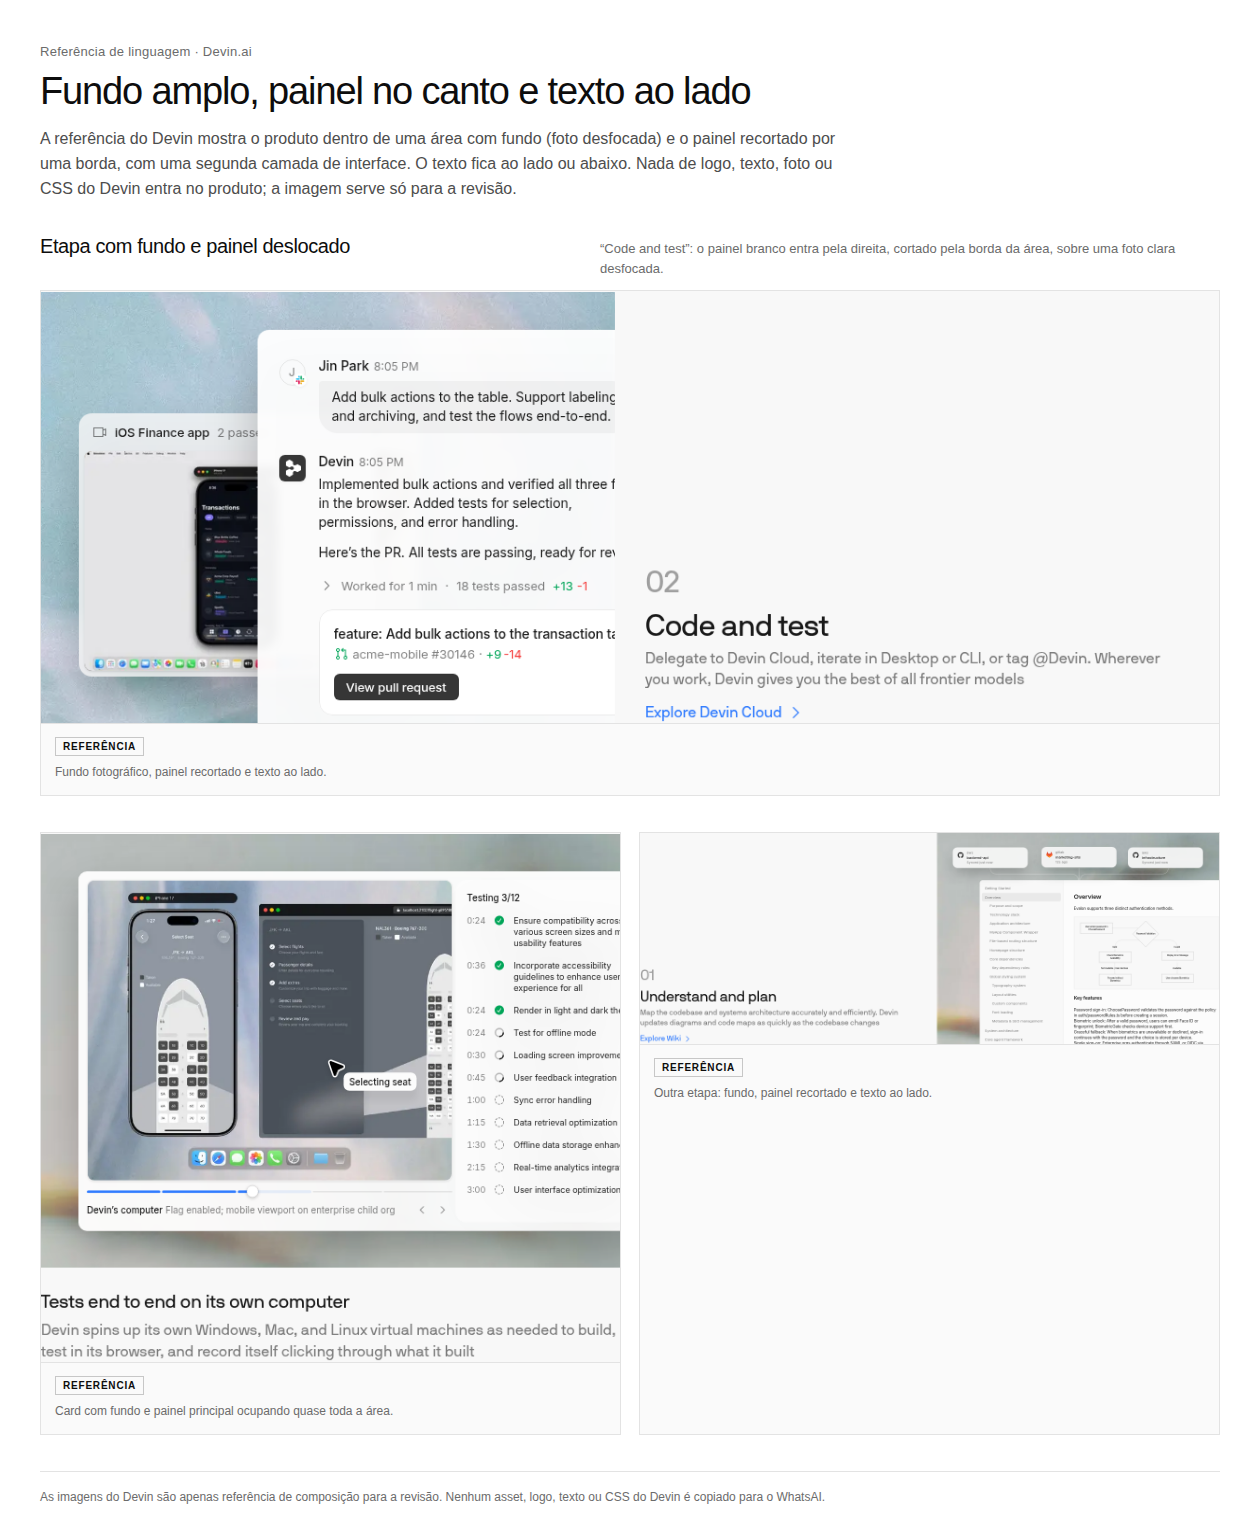 Referência de linguagem · Devin.ai
Fundo amplo, painel no canto e texto ao lado
A referência do Devin mostra o produto dentro de uma área com fundo (foto desfocada) e o painel recortado por
uma borda, com uma segunda camada de interface. O texto fica ao lado ou abaixo. Nada de logo, texto, foto ou
CSS do Devin entra no produto; a imagem serve só para a revisão.
Etapa com fundo e painel deslocado
“Code and test”: o painel branco entra pela direita, cortado pela borda da área, sobre uma foto clara
desfocada.
Jin Park 8:05 PM
J
Add bulk actions to the table. Support labeling
and archiving, and test the flows end-to-end.
iOS Finance app 2 passe
Transactions
Devin 8:05 PM
Implemented bulk actions and verified all three f
in the browser. Added tests for selection,
permissions, and error handling.
Here’s the PR. All tests are passing, ready for rev
Worked for 1 min · 18 tests passed +13 -1
feature: Add bulk actions to the transaction ta
acme-mobile #30146 · +9 -14
View pull request
02
Code and test
Delegate to Devin Cloud, iterate in Desktop or CLI, or tag @Devin. Wherever
you work, Devin gives you the best of all frontier models
Explore Devin Cloud
REFERÊNCIA
Fundo fotográfico, painel recortado e texto ao lado.
Testing 3/12
0:24 Ensure compatibility across
various screen sizes and m
usability features
0:36 Incorporate accessibility
guidelines to enhance user
experience for all
0:24 Render in light and dark the
0:24 Test for offline mode
0:30 Loading screen improveme
0:45 User feedback integration
1:00 Sync error handling
1:15 Data retrieval optimization
1:30 Offline data storage enhanc
2:15 Real-time analytics integrat
3:00 User interface optimization
Selecting seat
Devin’s computer Flag enabled; mobile viewport on enterprise child org
Tests end to end on its own computer
Devin spins up its own Windows, Mac, and Linux virtual machines as needed to build,
test in its browser, and record itself clicking through what it built
REFERÊNCIA
Card com fundo e painel principal ocupando quase toda a área.
01
Understand and plan
Map the codebase and systems architecture accurately and efficiently. Devin
updates diagrams and code maps as quickly as the codebase changes
Explore Wiki
Overview
Key features
REFERÊNCIA
Outra etapa: fundo, painel recortado e texto ao lado.
As imagens do Devin são apenas referência de composição para a revisão. Nenhum asset, logo, texto ou CSS do Devin é copiado para o WhatsAI.